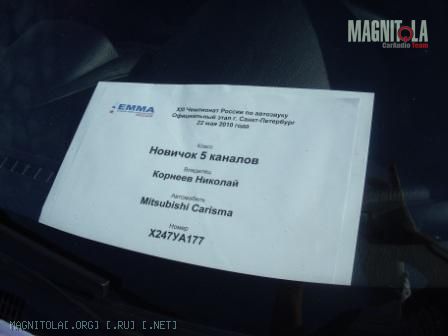 MAGNITOLA
CarAudio Team
EMMA
XIII Чемпионат России по автозвуку
Официальный этап г. Санкт-Петербург
22 мая 2010 года
Класс
Новичок 5 каналов
Владелец
Корнеев Николай
Автомобиль
Mitsubishi Carisma
Номер
Х247УА177
MAGNITOLA[.ORG] [.RU] [.NET]